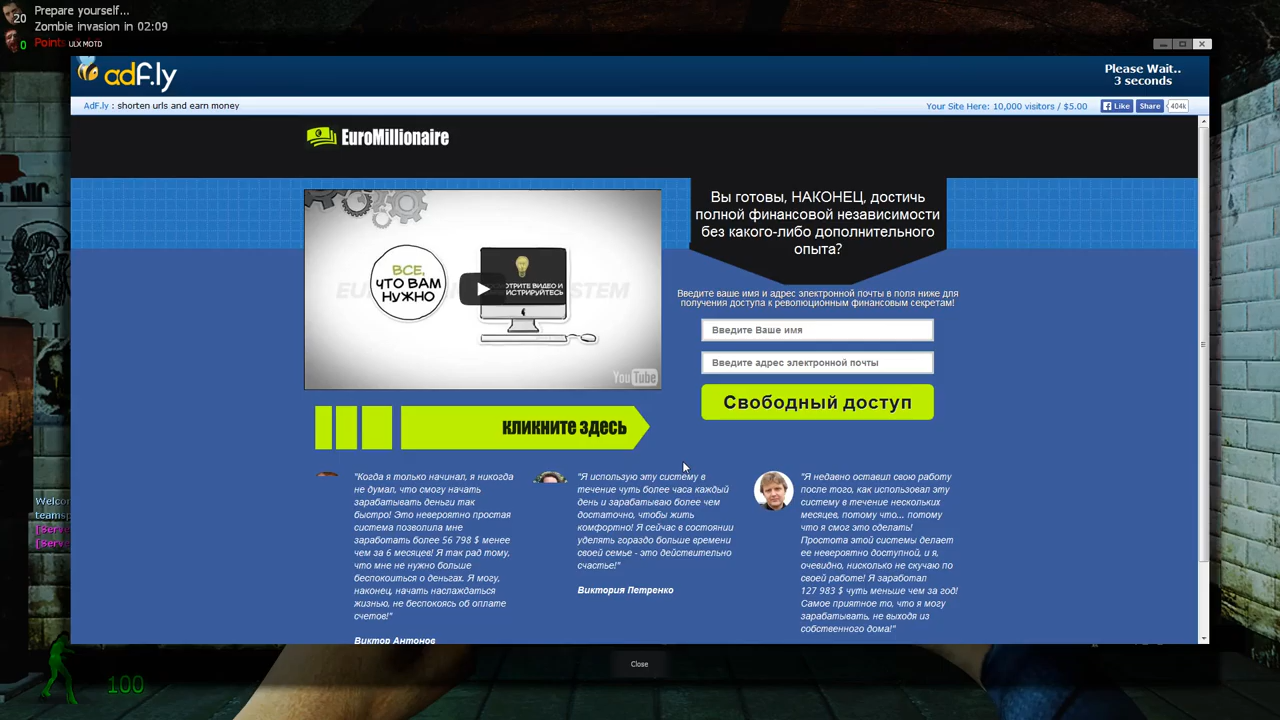 20
Prepare yourself...
Zombie invasion in 02:09
0
Points
ULX MOTD
adf.ly
Please Wait..
3 seconds
AdF.ly : shorten urls and earn money
Your Site Here: 10,000 visitors / $5.00
Like
Share
404k
EuroMillionaire
Вы готовы, НАКОНЕЦ, достичь
полной финансовой независимости
без какого-либо дополнительного
опыта?
ВСЕ,
ЧТО ВАМ
НУЖНО
YouTube
Введите ваше имя и адрес электронной почты в поля ниже для
получения доступа к революционным финансовым секретам!
Введите Ваше имя
Введите адрес электронной почты
Свободный доступ
кликните здесь
"Когда я только начинал, я никогда
не думал, что смогу начать
зарабатывать деньги так
быстро! Это невероятно простая
система позволила мне
заработать более 56 798 $ менее
чем за 6 месяцев! Я так рад тому,
что мне не нужно больше
беспокоиться о деньгах. Я могу,
наконец, начать наслаждаться
жизнью, не беспокоясь об оплате
счетов!"
Виктор Антонов
"Я использую эту систему в
течение чуть более часа каждый
день и зарабатываю более чем
достаточно, чтобы жить
комфортно! Я сейчас в состоянии
уделять гораздо больше времени
своей семье - это действительно
счастье!"
Виктория Петренко
"Я недавно оставил свою работу
после того, как использовал эту
систему в течение нескольких
месяцев, потому что... потому
что я смог это сделать!
Простота этой системы делает
ее невероятно доступной, и я,
очевидно, нисколько не скучаю по
своей работе! Я заработал
127 983 $ чуть меньше чем за год!
Самое приятное то, что я могу
зарабатывать, не выходя из
собственного дома!"
Welcom
teamsp
[Serve
[Serve
Close
100